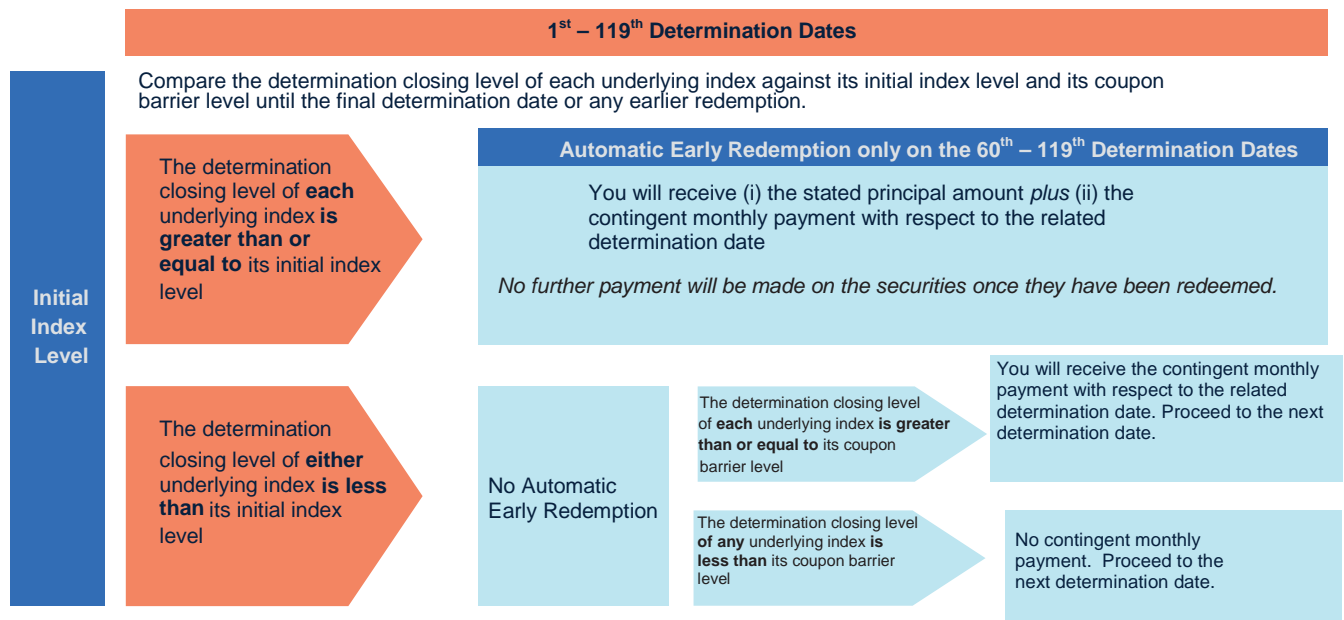 1st – 119th Determination Dates
Compare the determination closing level of each underlying index against its initial index level and its coupon
barrier level until the final determination date or any earlier redemption.
Initial
Index
Level
The determination
closing level of each
underlying index is
greater than or
equal to its initial index
level
Automatic Early Redemption only on the 60th – 119th Determination Dates
You will receive (i) the stated principal amount plus (ii) the
contingent monthly payment with respect to the related
determination date
No further payment will be made on the securities once they have been redeemed.
The determination
closing level of either
underlying index is less
than its initial index
level
No Automatic
Early Redemption
The determination closing level
of each underlying index is greater
than or equal to its coupon
barrier level
You will receive the contingent monthly
payment with respect to the related
determination date. Proceed to the next
determination date.
The determination closing level
of any underlying index is
less than its coupon barrier
level
No contingent monthly
payment. Proceed to the
next determination date.